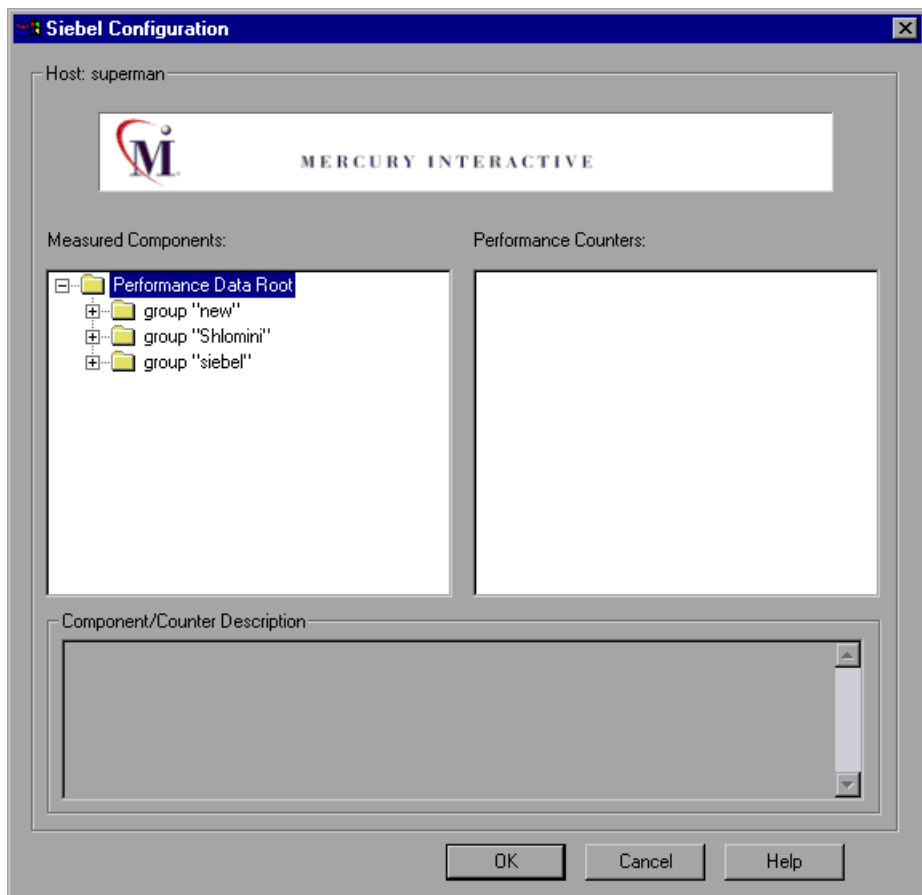 Siebel Configuration
Host: superman
M
MERCURY INTERACTIVE
Measured Components:
Performance Counters:
Performance Data Root
group "new"
group "Shlomini"
group "siebel"
Component/Counter Description
OK
Cancel
Help